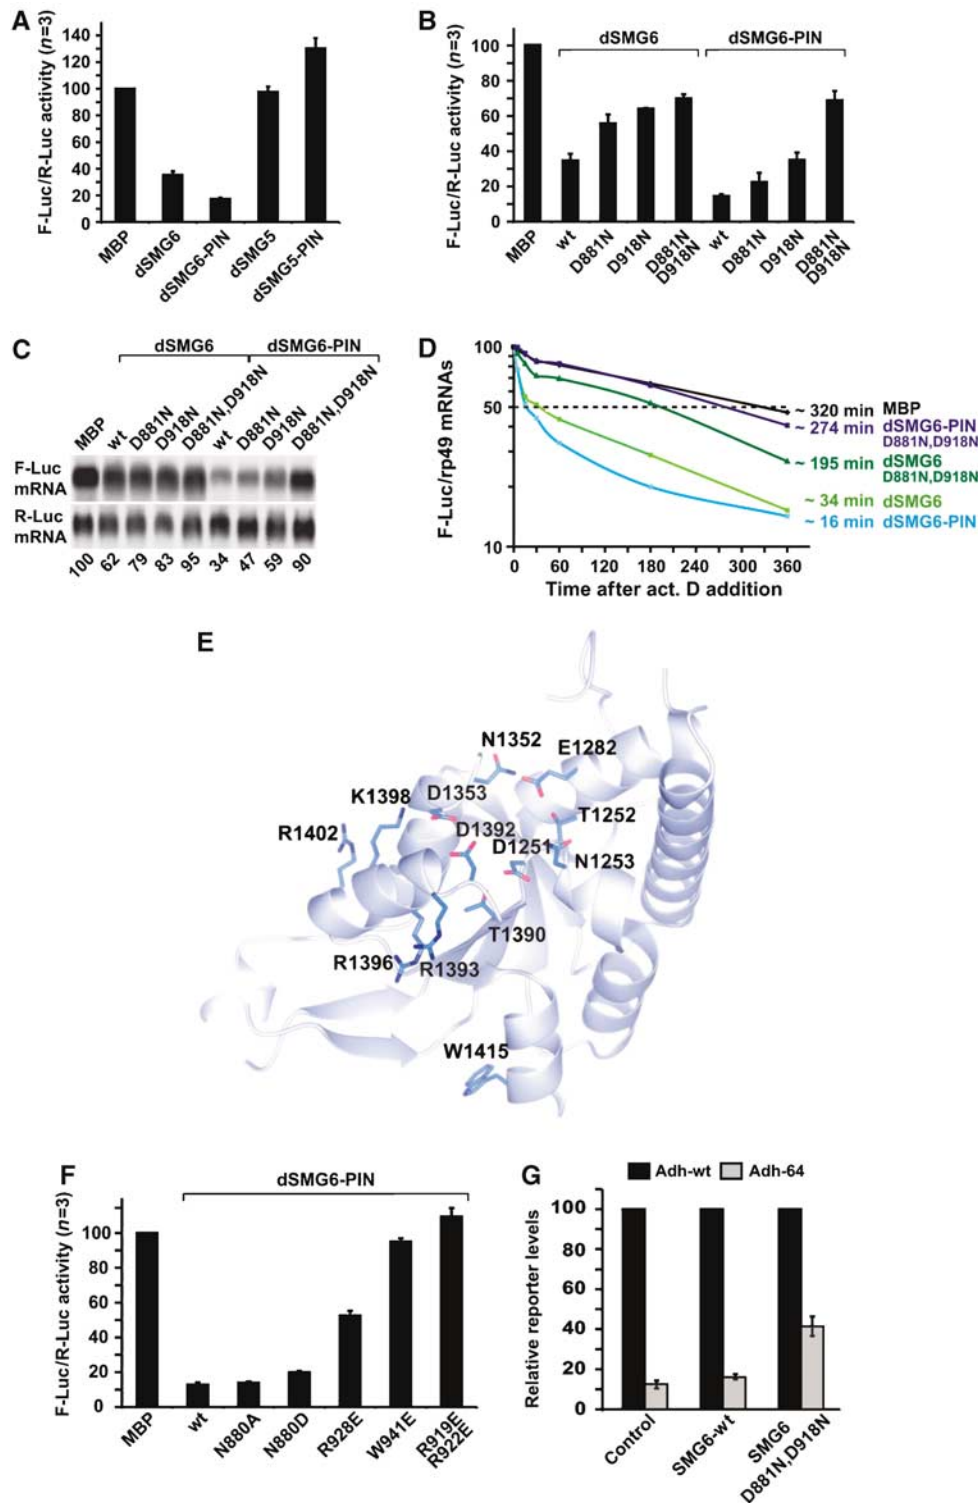 A
F-Luc/R-Luc activity (n=3)
140
120
100
80
60
40
20
0
MBP
dSMG6
dSMG6-PIN
dSMG5
dSMG5-PIN
B
F-Luc/R-Luc activity (n=3)
dSMG6
dSMG6-PIN
100
80
60
40
20
0
MBP
wt
D881N
D918N
D881N
D918N
wt
D881N
D918N
D881N
D918N
C
dSMG6
dSMG6-PIN
MBP
wt
D881N
D918N
D881N,D918N
wt
D881N
D918N
D881N,D918N
F-Luc
mRNA
R-Luc
mRNA
100 62 79 83 95 34 47 59 90
D
F-Luc/rp49 mRNAs
100
50
10
~ 320 min MBP
~ 274 min dSMG6-PIN
D881N,D918N
~ 195 min dSMG6
D881N,D918N
~ 34 min dSMG6
~ 16 min dSMG6-PIN
0 60 120 180 240 300 360
Time after act. D addition
E
N1352
E1282
K1398
D1353
T1252
R1402
D1392
D1251
N1253
T1390
R1396
R1393
W1415
F
F-Luc/R-Luc activity (n=3)
dSMG6-PIN
100
80
60
40
20
0
MBP
wt
N880A
N880D
R928E
W941E
R919E
R922E
G
Adh-wt
Adh-64
Relative reporter levels
100
80
60
40
20
0
Control
SMG6-wt
SMG6
D881N,D918N